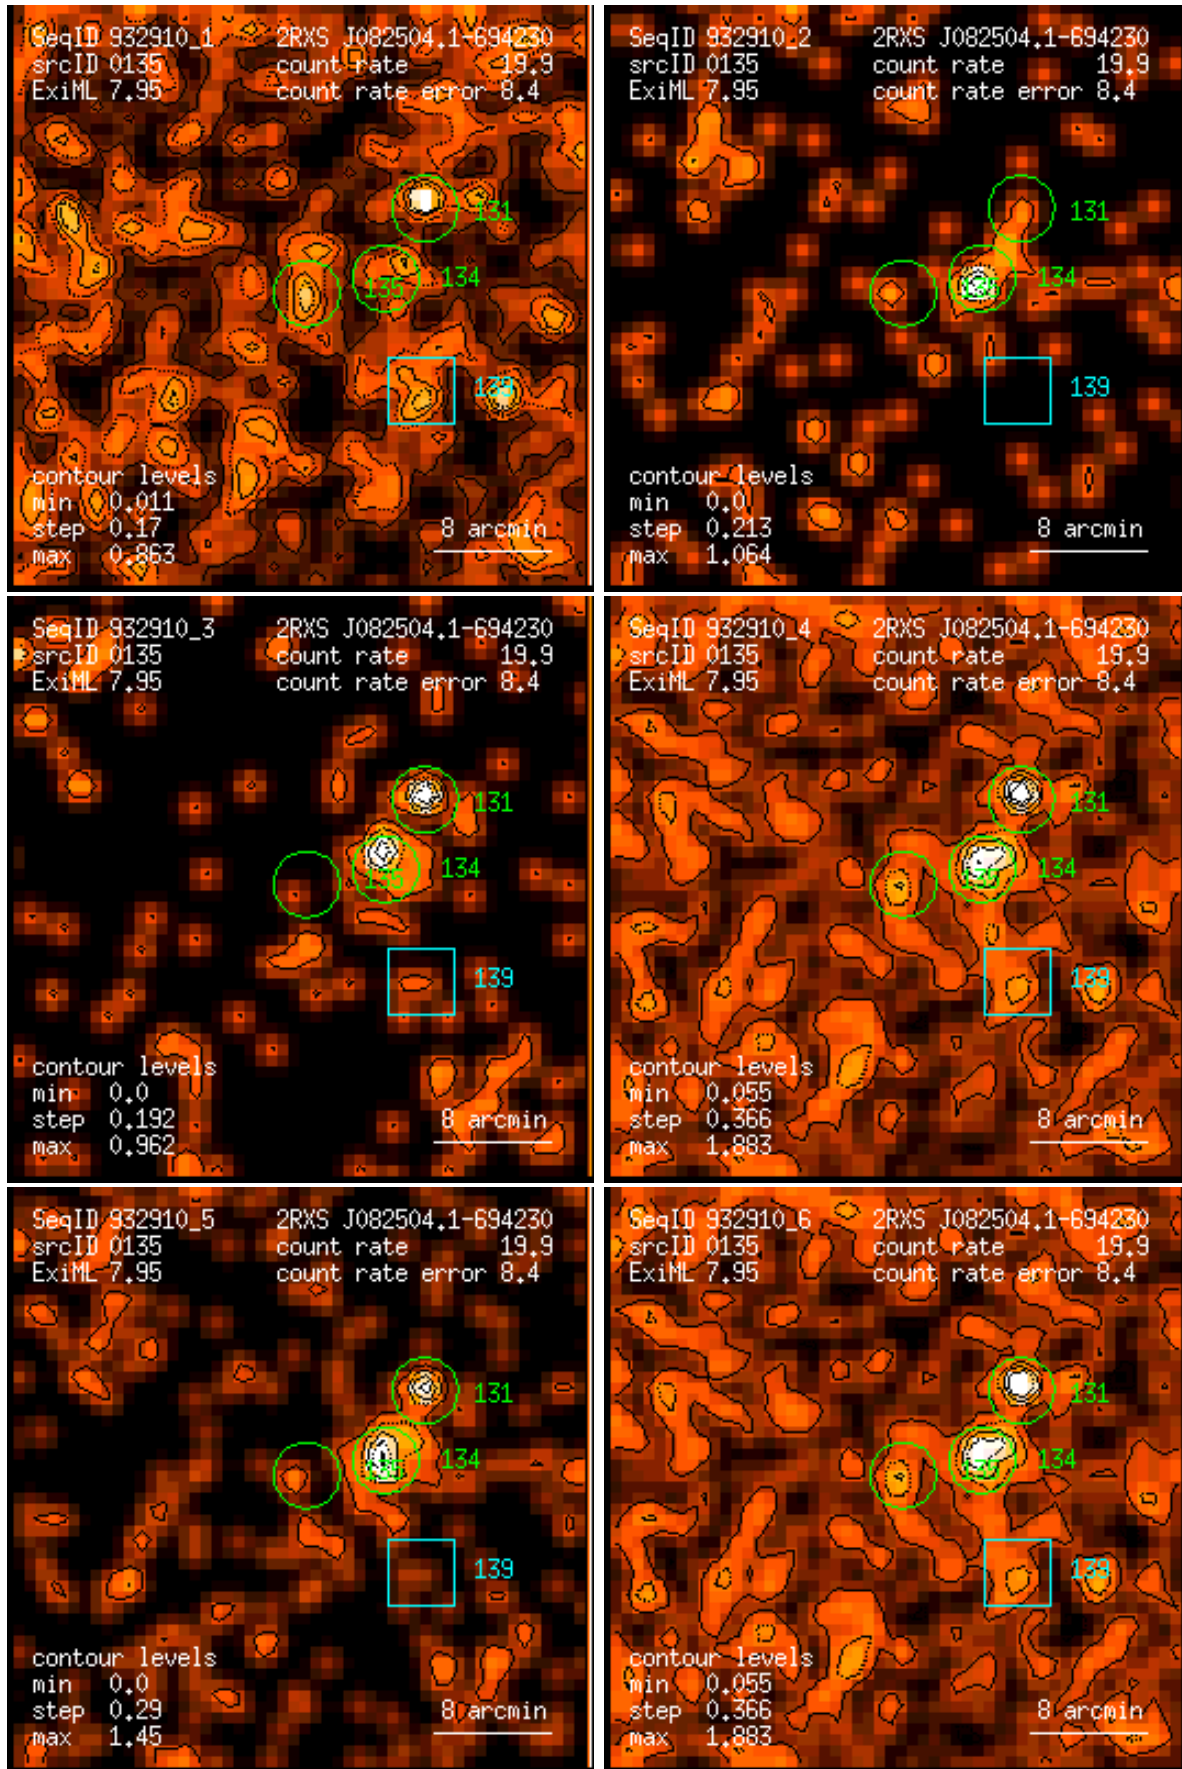 SeqID 932910_1 2RXS J082504.1-694230
srcID 0135 count rate 19.9
ExiML 7.95 count rate error 8.4
131
135 134
139
contour levels
min 0.011
step 0.17 8 arcmin
max 0.863
SeqID 932910_2 2RXS J082504.1-694230
srcID 0135 count rate 19.9
ExiML 7.95 count rate error 8.4
131
135 134
139
contour levels
min 0.0
step 0.213 8 arcmin
max 1.064
SeqID 932910_3 2RXS J082504.1-694230
srcID 0135 count rate 19.9
ExiML 7.95 count rate error 8.4
131
135 134
139
contour levels
min 0.0
step 0.192 8 arcmin
max 0.962
SeqID 932910_4 2RXS J082504.1-694230
srcID 0135 count rate 19.9
ExiML 7.95 count rate error 8.4
131
135 134
139
contour levels
min 0.055
step 0.366 8 arcmin
max 1.883
SeqID 932910_5 2RXS J082504.1-694230
srcID 0135 count rate 19.9
ExiML 7.95 count rate error 8.4
131
135 134
139
contour levels
min 0.0
step 0.29 8 arcmin
max 1.45
SeqID 932910_6 2RXS J082504.1-694230
srcID 0135 count rate 19.9
ExiML 7.95 count rate error 8.4
131
135 134
139
contour levels
min 0.055
step 0.366 8 arcmin
max 1.883